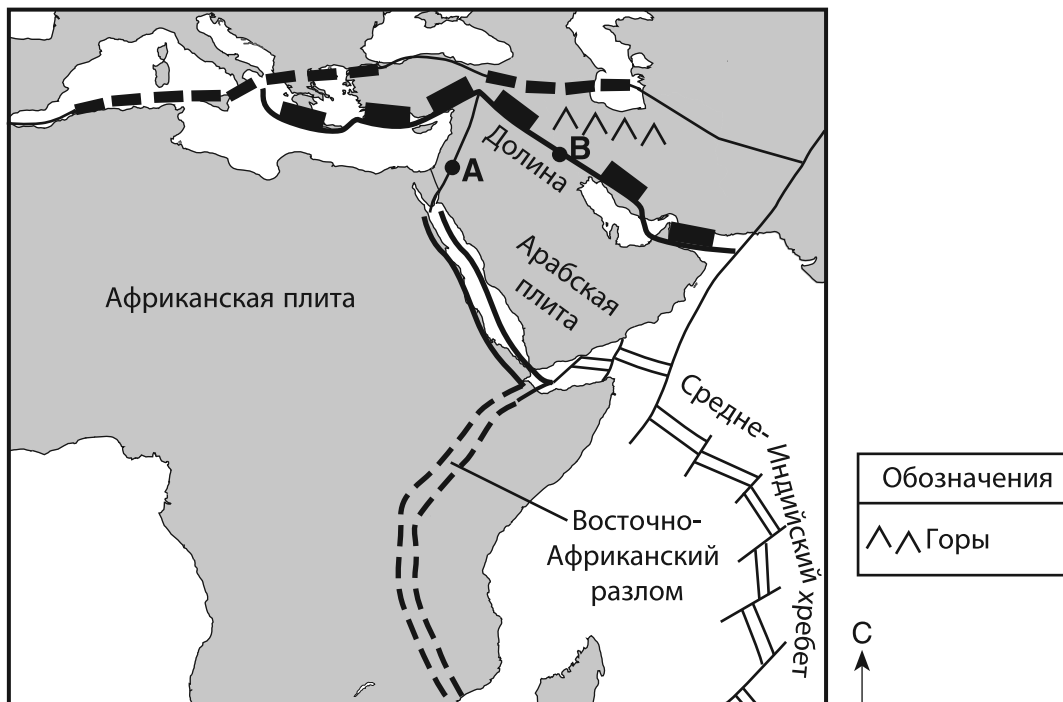 A
B
Долина
Африканская плита
Арабская
плита
Средне-Индийский хребет
Восточно-
Африканский
разлом
Обозначения
Горы
С